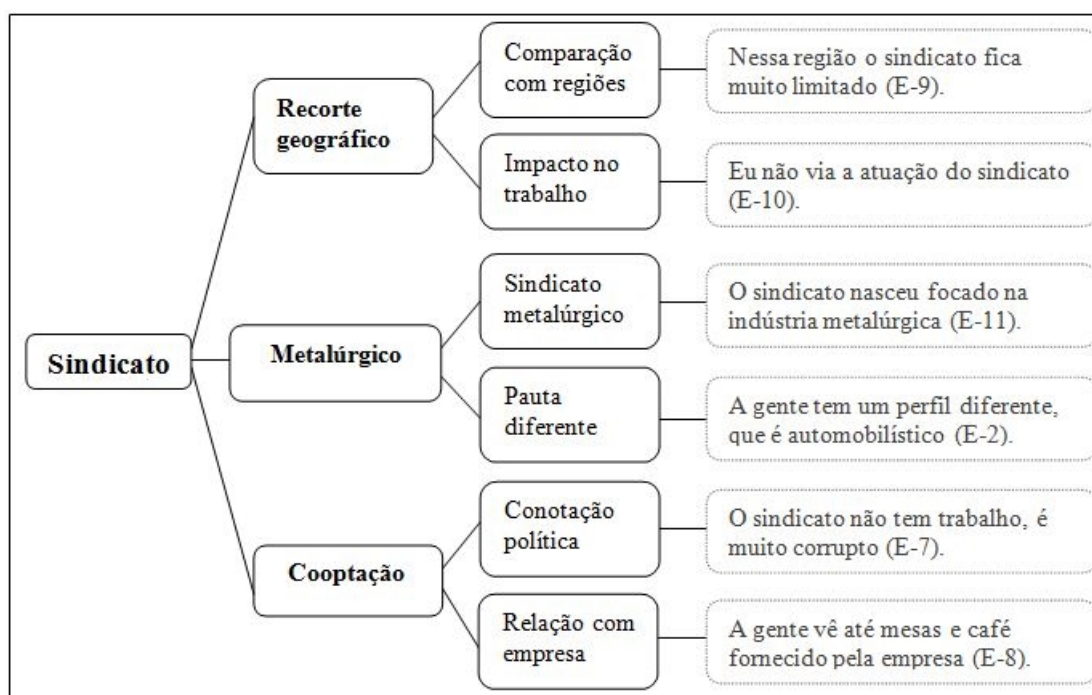 Sindicato
Recorte
geográfico
Comparação
com regiões
Nessa região o sindicato fica
muito limitado (E-9).
Impacto no
trabalho
Eu não via a atuação do sindicato
(E-10).
Metalúrgico
Sindicato
metalúrgico
O sindicato nasceu focado na
indústria metalúrgica (E-11).
Pauta
diferente
A gente tem um perfil diferente,
que é automobilístico (E-2).
Cooptação
Conotação
política
O sindicato não tem trabalho, é
muito corrupto (E-7).
Relação com
empresa
A gente vê até mesas e café
fornecido pela empresa (E-8).